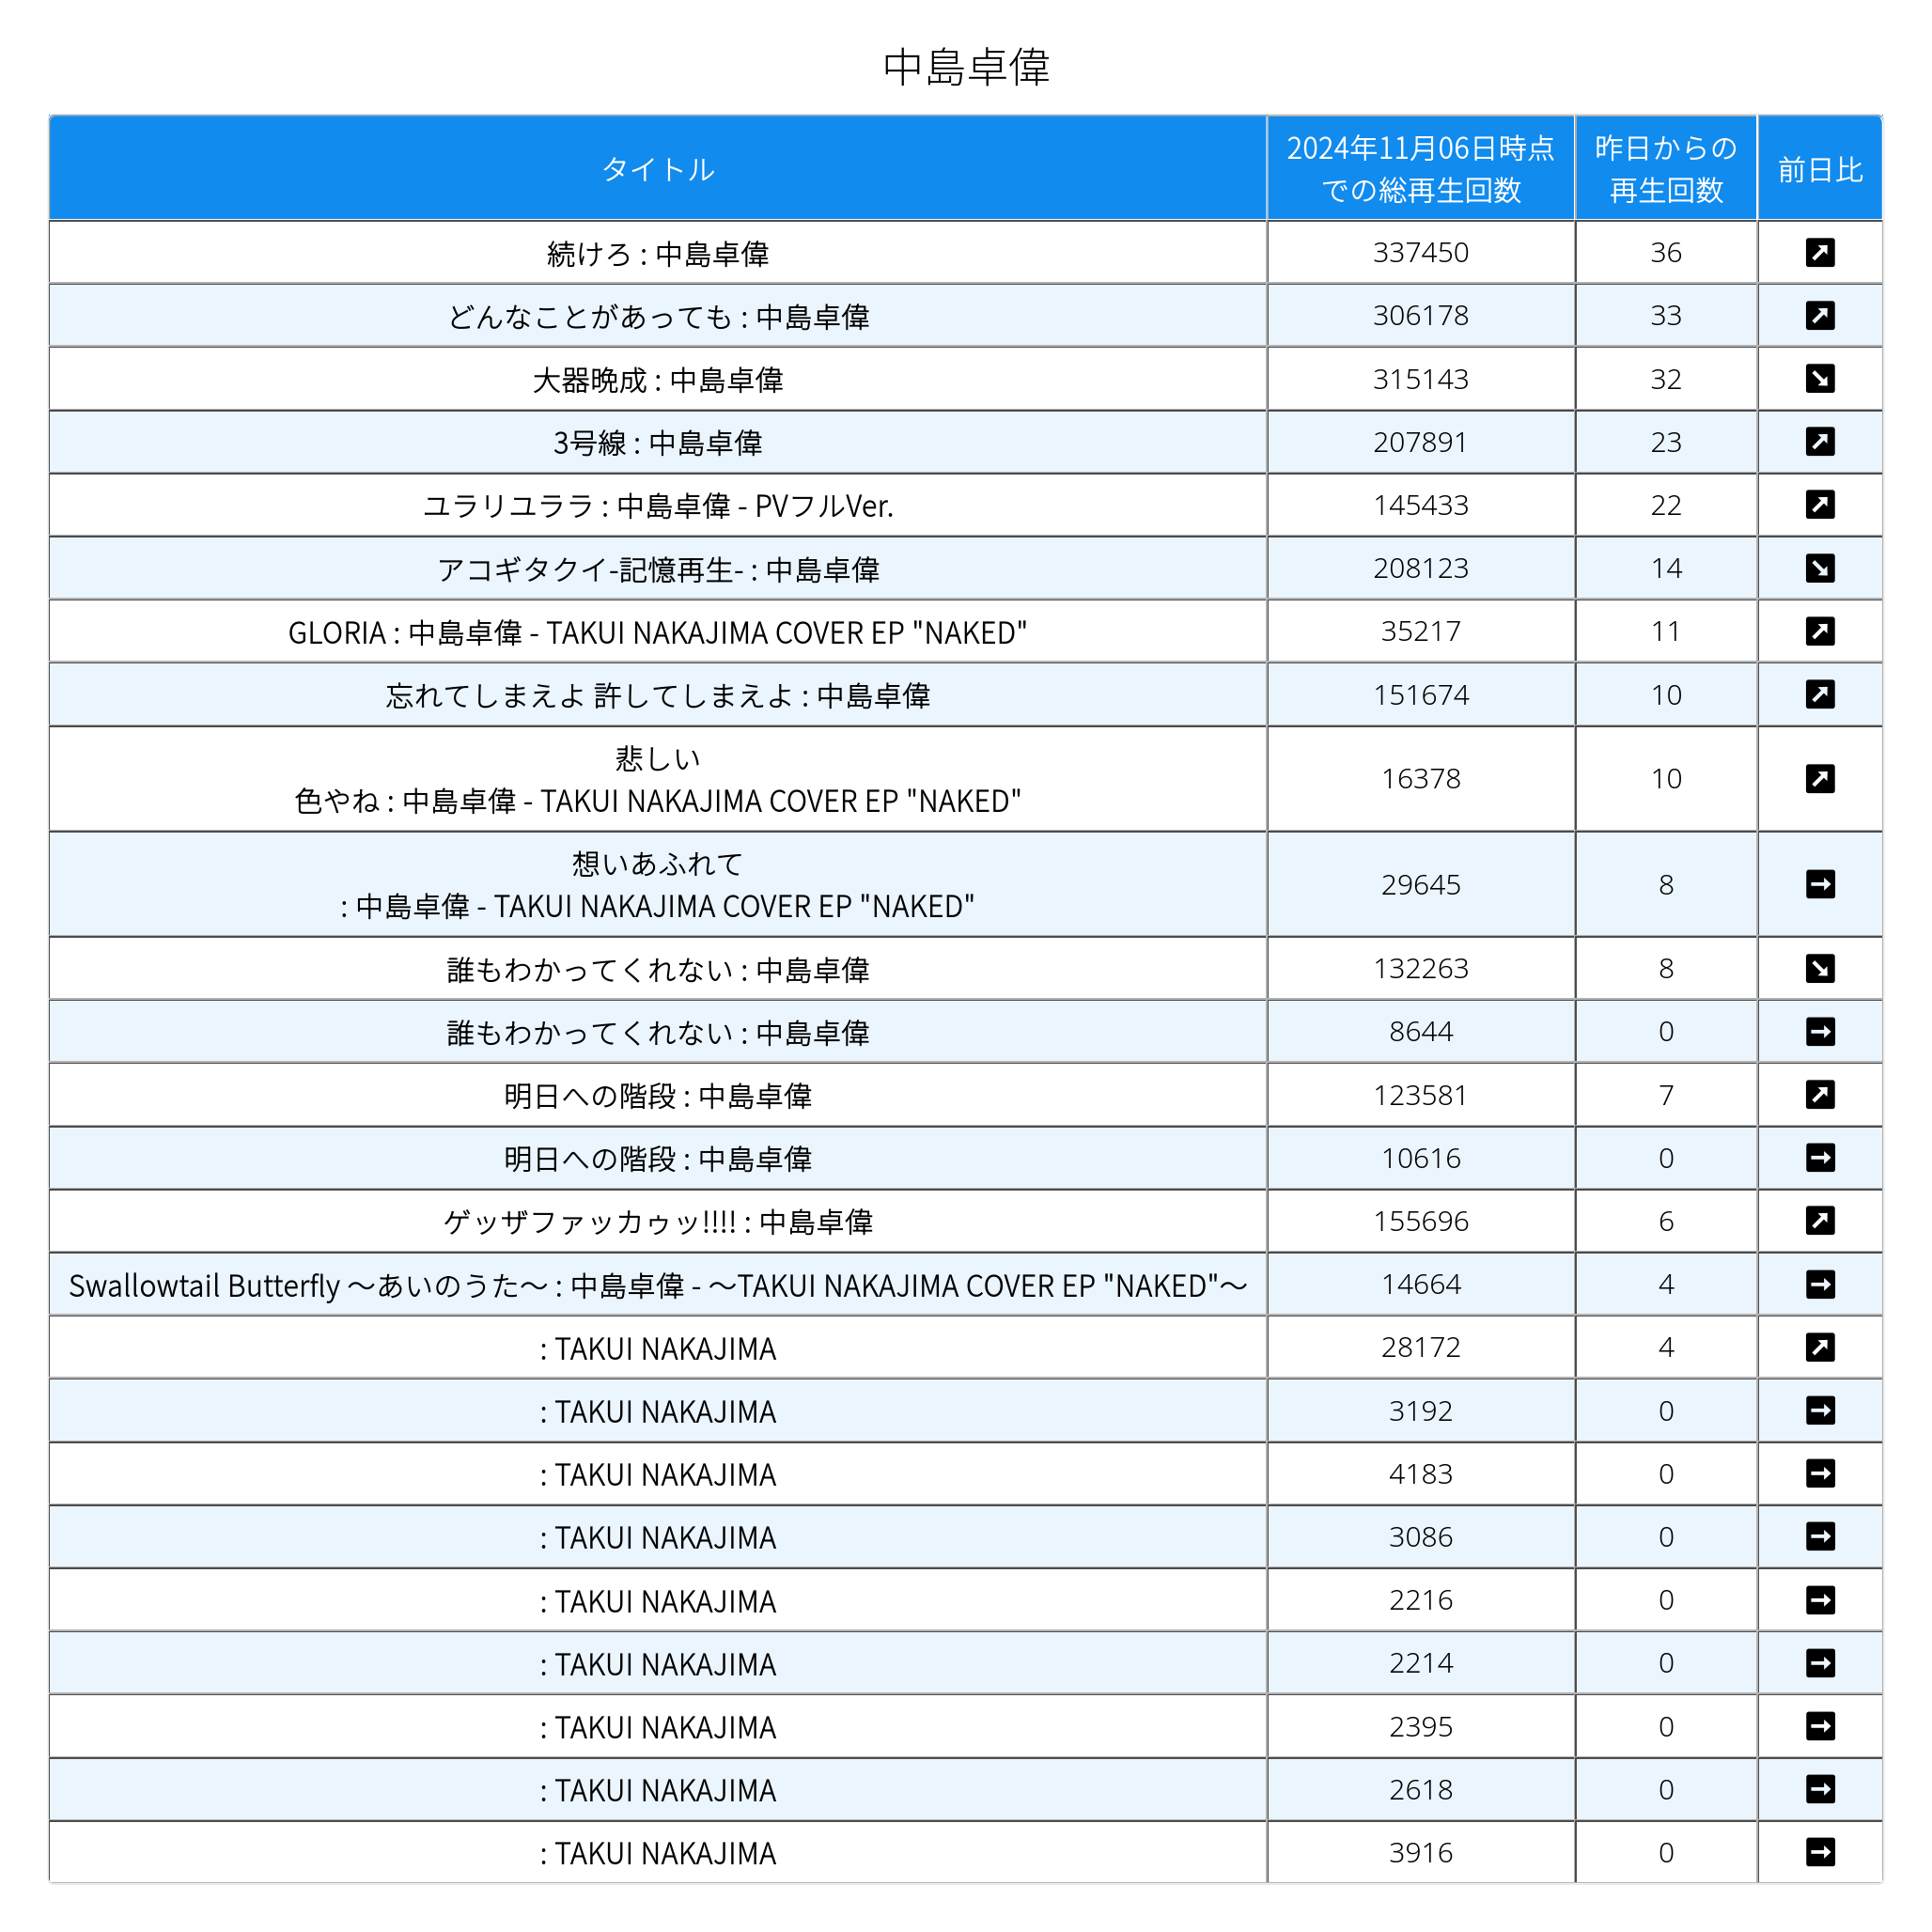 中島卓偉
タイトル 2024年11月06日時点での総再生回数 昨日からの再生回数 前日比
続けろ : 中島卓偉 337450 36 ↗
どんなことがあっても : 中島卓偉 306178 33 ↗
大器晩成 : 中島卓偉 315143 32 ↘
3号線 : 中島卓偉 207891 23 ↗
ユラリユララ : 中島卓偉 - PVフルVer. 145433 22 ↗
アコギタクイ-記憶再生- : 中島卓偉 208123 14 ↘
GLORIA : 中島卓偉 - TAKUI NAKAJIMA COVER EP "NAKED" 35217 11 ↗
忘れてしまえよ 許してしまえよ : 中島卓偉 151674 10 ↗
悲しい
色やね : 中島卓偉 - TAKUI NAKAJIMA COVER EP "NAKED" 16378 10 ↗
想いあふれて
: 中島卓偉 - TAKUI NAKAJIMA COVER EP "NAKED" 29645 8 →
誰もわかってくれない : 中島卓偉 132263 8 ↘
誰もわかってくれない : 中島卓偉 8644 0 →
明日への階段 : 中島卓偉 123581 7 ↗
明日への階段 : 中島卓偉 10616 0 →
ゲッザファッカゥッ!!!! : 中島卓偉 155696 6 ↗
Swallowtail Butterfly 〜あいのうた〜 : 中島卓偉 - 〜TAKUI NAKAJIMA COVER EP "NAKED"〜 14664 4 →
: TAKUI NAKAJIMA 28172 4 ↗
: TAKUI NAKAJIMA 3192 0 →
: TAKUI NAKAJIMA 4183 0 →
: TAKUI NAKAJIMA 3086 0 →
: TAKUI NAKAJIMA 2216 0 →
: TAKUI NAKAJIMA 2214 0 →
: TAKUI NAKAJIMA 2395 0 →
: TAKUI NAKAJIMA 2618 0 →
: TAKUI NAKAJIMA 3916 0 →